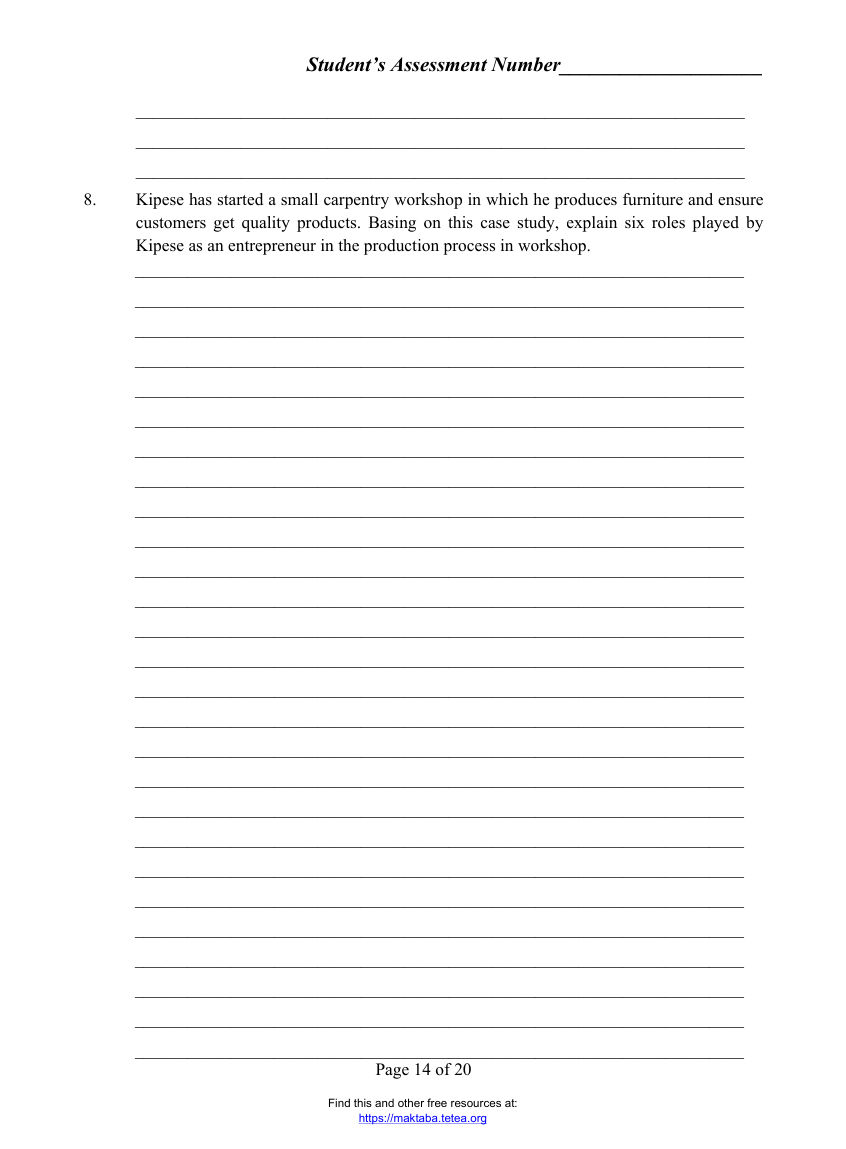 Student's Assessment Number____________________
8. Kipese has started a small carpentry workshop in which he produces furniture and ensure
customers get quality products. Basing on this case study, explain six roles played by
Kipese as an entrepreneur in the production process in workshop.
Page 14 of 20
Find this and other free resources at:
https://maktaba.tetea.org